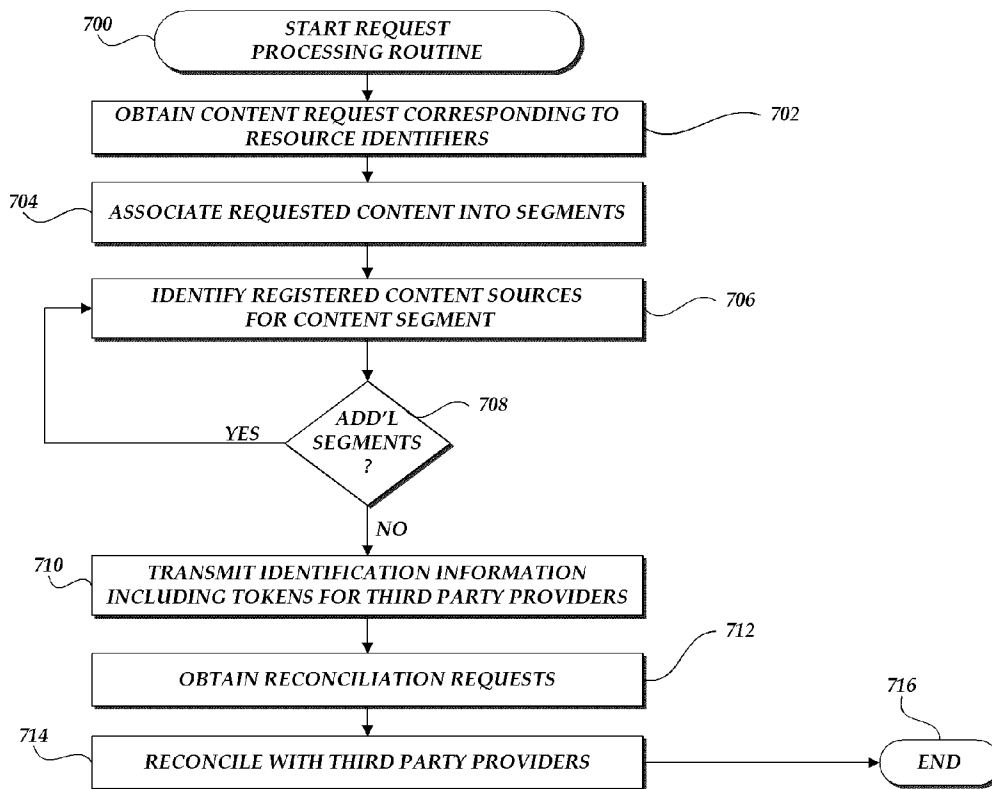 700
START REQUEST
PROCESSING ROUTINE
OBTAIN CONTENT REQUEST CORRESPONDING TO
RESOURCE IDENTIFIERS
702
704
ASSOCIATE REQUESTED CONTENT INTO SEGMENTS
IDENTIFY REGISTERED CONTENT SOURCES
FOR CONTENT SEGMENT
706
ADD'L
SEGMENTS
?
708
YES
NO
710
TRANSMIT IDENTIFICATION INFORMATION
INCLUDING TOKENS FOR THIRD PARTY PROVIDERS
712
OBTAIN RECONCILIATION REQUESTS
714
RECONCILE WITH THIRD PARTY PROVIDERS
716
END